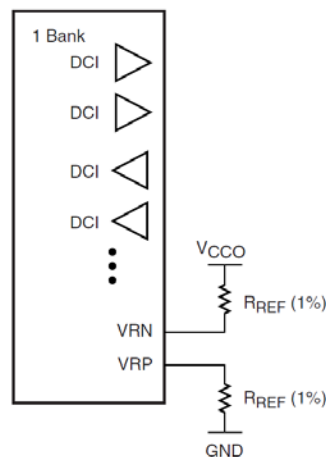 1 Bank
DCI
DCI
DCI
DCI
VCCO
RREF (1%)
VRN
VRP
RREF (1%)
GND